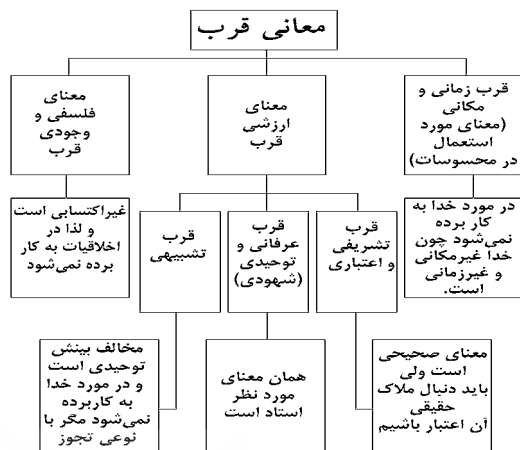 معانی قرب
قرب زمانی و
مکانی
(معنای مورد
استعمال
در محسوسات)
معنای
ارزشی
قرب
معنای
فلسفی و
وجودی
قرب
در مورد خدا به
کار برده
نمی‌شود چون
خدا غیرمکانی
و غیرزمانی
است.
قرب
تشریفی
و اعتباری
قرب
عرفانی و
توحیدی
(شهودی)
قرب
تشبیهی
غیراکتسابی است
و لذا در
اخلاقیات به کار
برده نمی‌شود
معنای صحیحی
است ولی
باید دنبال ملاک
حقیقی
آن اعتبار باشیم
همان معنای
مورد نظر
استاد است
مخالف بینش
توحیدی است
و در مورد خدا
به کاربرده
نمی‌شود مگر با
نوعی تجوز